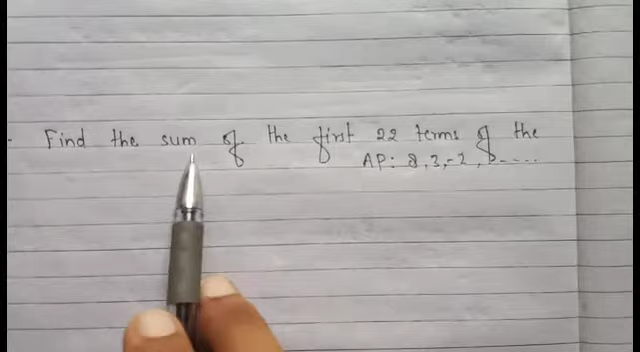 Find the sum of the first 22 terms of the
AP: 8, 3, -2, .....